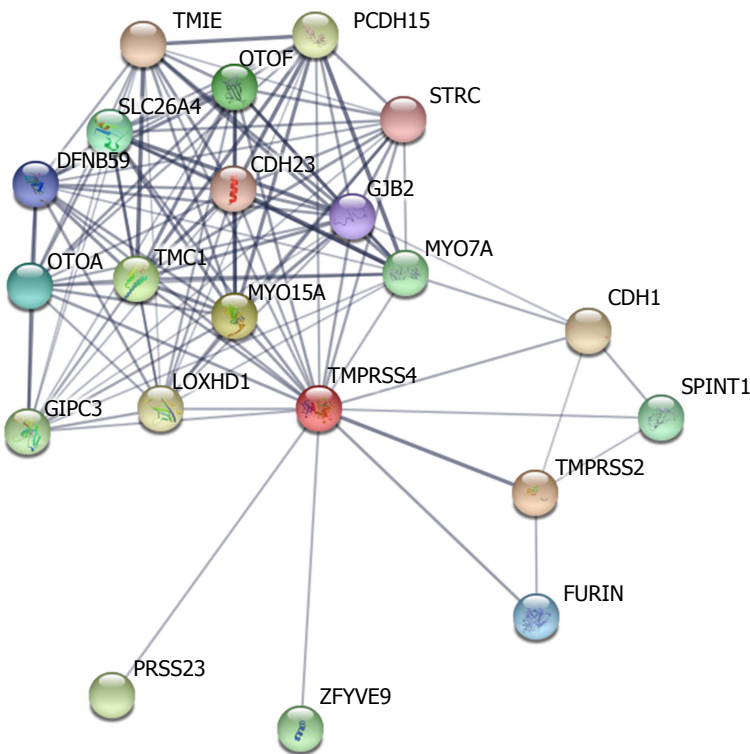 TMIE
PCDH15
OTOF
STRC
SLC26A4
DFNB59
CDH23
GJB2
MYO7A
OTOA
TMC1
MYO15A
CDH1
TMPRSS4
LOXHD1
SPINT1
GIPC3
TMPRSS2
FURIN
PRSS23
ZFYVE9